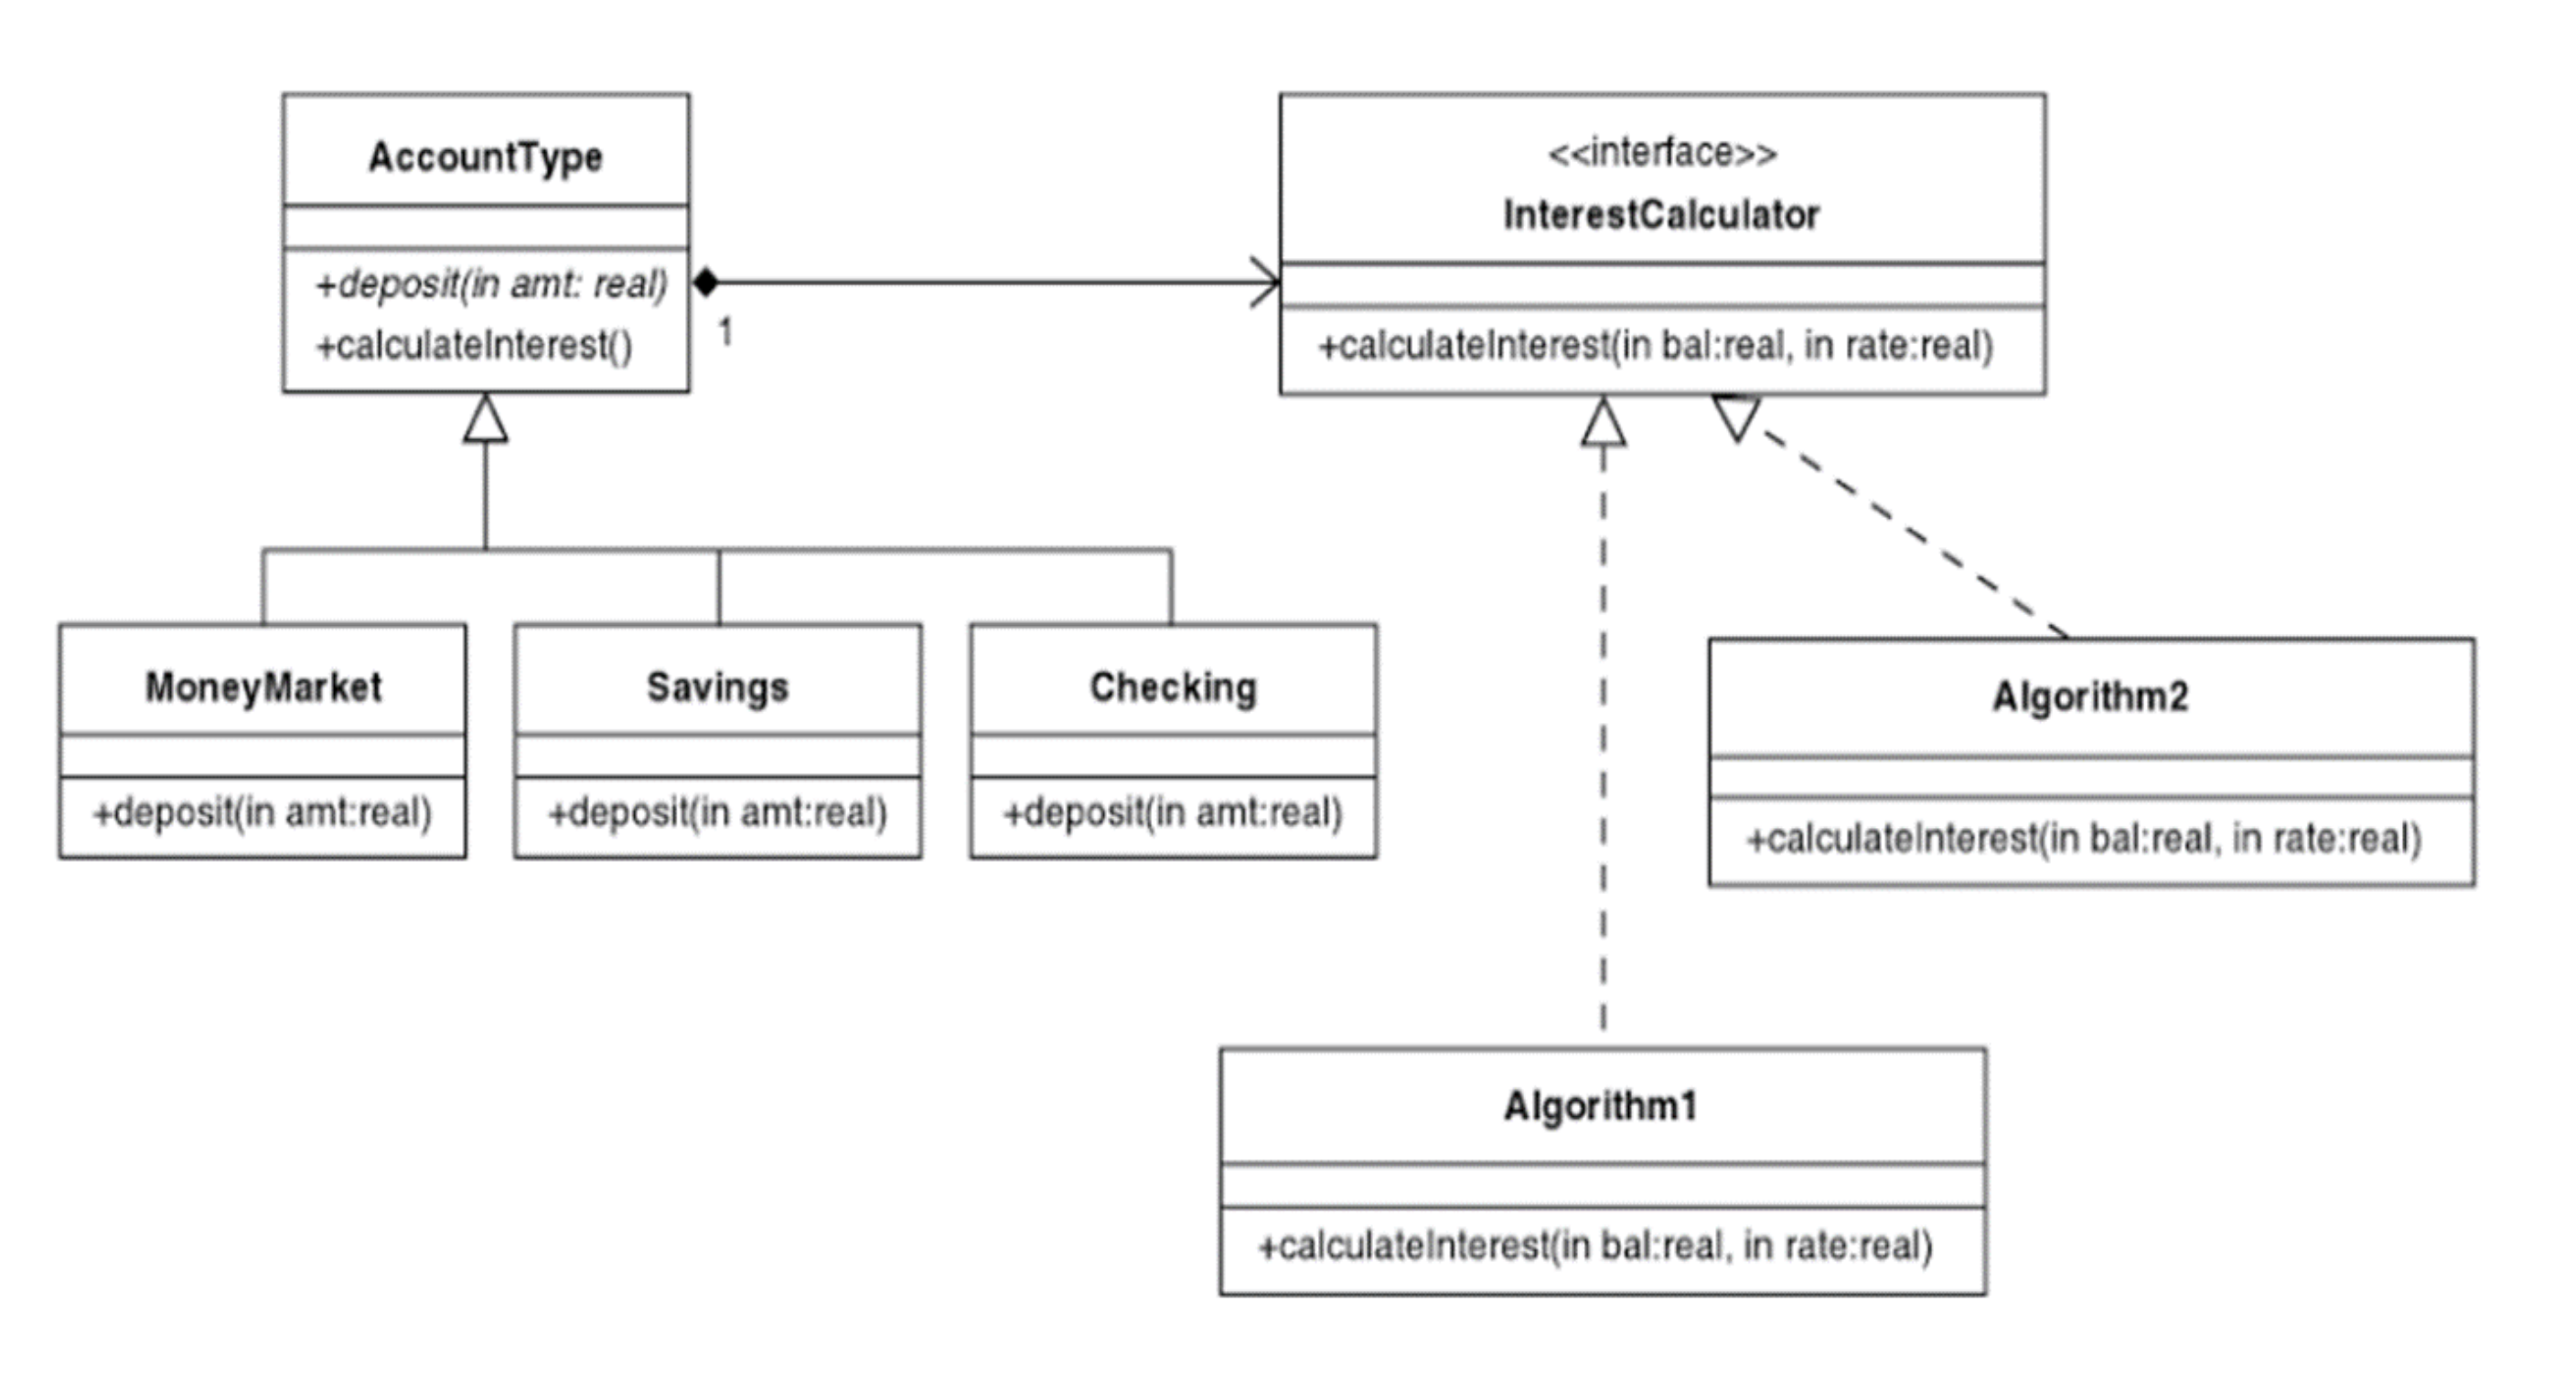 AccountType
+deposit(in amt: real)
+calculateInterest()
1
<<interface>>
InterestCalculator
+calculateInterest(in bal:real, in rate:real)
MoneyMarket
+deposit(in amt:real)
Savings
+deposit(in amt:real)
Checking
+deposit(in amt:real)
Algorithm2
+calculateInterest(in bal:real, in rate:real)
Algorithm1
+calculateInterest(in bal:real, in rate:real)